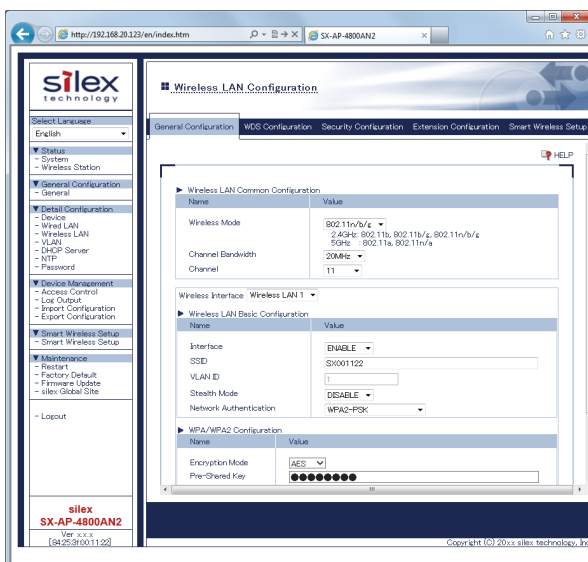 http://192.168.20.123/en/index.htm
SX-AP-4800AN2
silex
technology
Select Language
English
▼ Status
- System
- Wireless Station
▼ General Configuration
- General
▼ Detail Configuration
- Device
- Wired LAN
- Wireless LAN
- VLAN
- DHCP Server
- NTP
- Password
▼ Device Management
- Access Control
- Log Output
- Import Configuration
- Export Configuration
▼ Smart Wireless Setup
- Smart Wireless Setup
▼ Maintenance
- Restart
- Factory Default
- Firmware Update
- silex Global Site
- Logout
silex
SX-AP-4800AN2
Ver x.x.x
[84:25:3f:00:11:22]
Wireless LAN Configuration
General Configuration WDS Configuration Security Configuration Extension Configuration Smart Wireless Setup
HELP
Wireless LAN Common Configuration
Name Value
Wireless Mode 802.11n/b/g
2.4GHz: 802.11b, 802.11b/g, 802.11n/b/g
5GHz : 802.11a, 802.11n/a
Channel Bandwidth 20MHz
Channel 11
Wireless Interface Wireless LAN 1
Wireless LAN Basic Configuration
Name Value
Interface ENABLE
SSID SX001122
VLAN ID 1
Stealth Mode DISABLE
Network Authentication WPA2-PSK
WPA/WPA2 Configuration
Name Value
Encryption Mode AES
Pre-Shared Key ●●●●●●●●
Copyright (C) 20xx silex technology, Inc